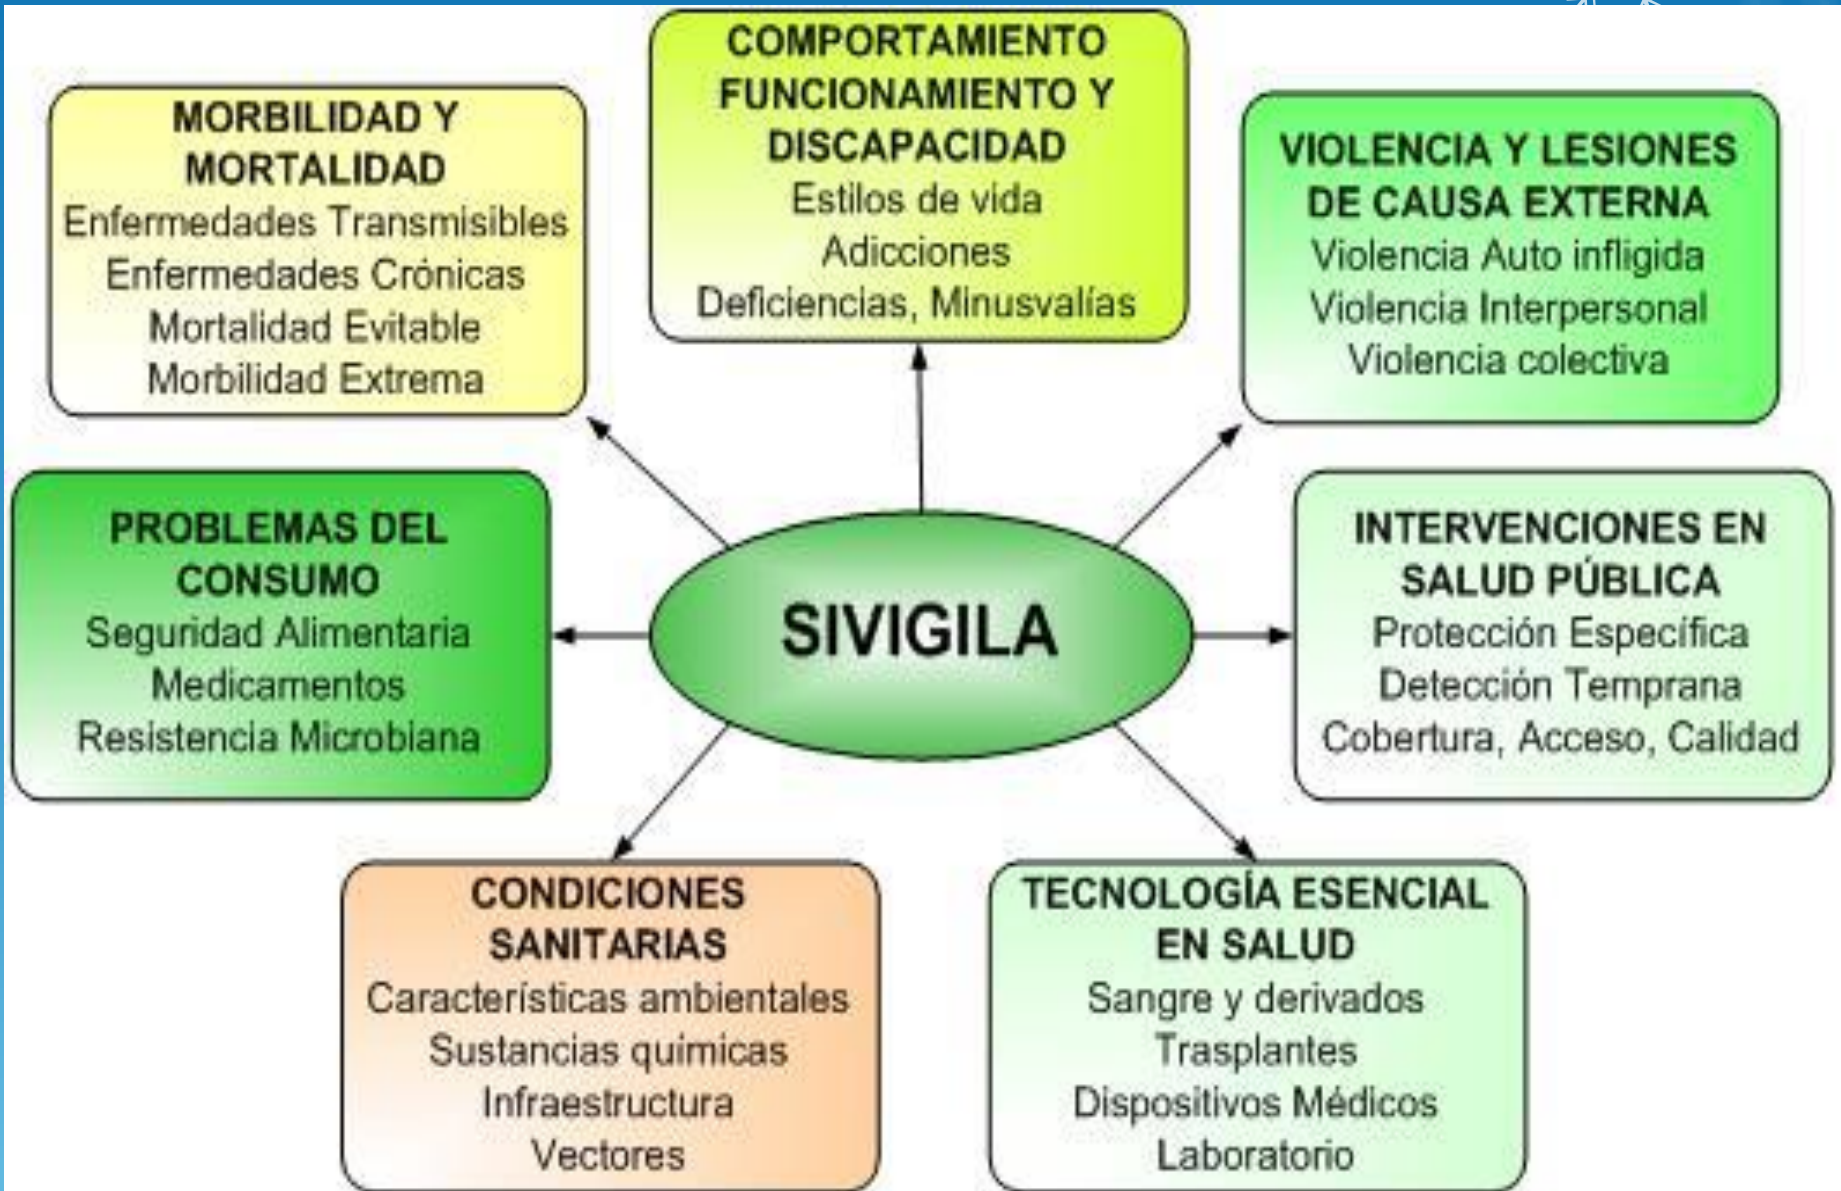 COMPORTAMIENTO
FUNCIONAMIENTO Y
DISCAPACIDAD
Estilos de vida
Adicciones
Deficiencias, Minusvalías
MORBILIDAD Y
MORTALIDAD
Enfermedades Transmisibles
Enfermedades Crónicas
Mortalidad Evitable
Morbilidad Extrema
VIOLENCIA Y LESIONES
DE CAUSA EXTERNA
Violencia Auto infligida
Violencia Interpersonal
Violencia colectiva
PROBLEMAS DEL
CONSUMO
Seguridad Alimentaria
Medicamentos
Resistencia Microbiana
SIVIGILA
INTERVENCIONES EN
SALUD PÚBLICA
Protección Específica
Detección Temprana
Cobertura, Acceso, Calidad
CONDICIONES
SANITARIAS
Características ambientales
Sustancias químicas
Infraestructura
Vectores
TECNOLOGÍA ESENCIAL
EN SALUD
Sangre y derivados
Trasplantes
Dispositivos Médicos
Laboratorio